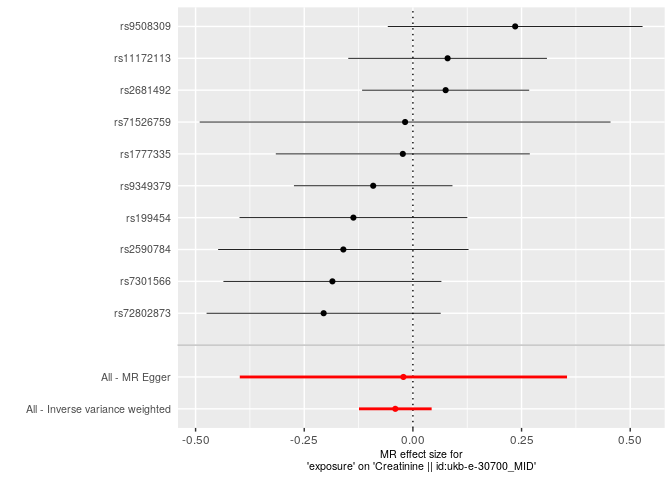 rs9508309
rs11172113
rs2681492
rs71526759
rs1777335
rs9349379
rs199454
rs2590784
rs7301566
rs72802873
All - MR Egger
All - Inverse variance weighted
-0.50 -0.25 0.00 0.25 0.50
MR effect size for
'exposure' on 'Creatinine || id:ukb-e-30700_MID'